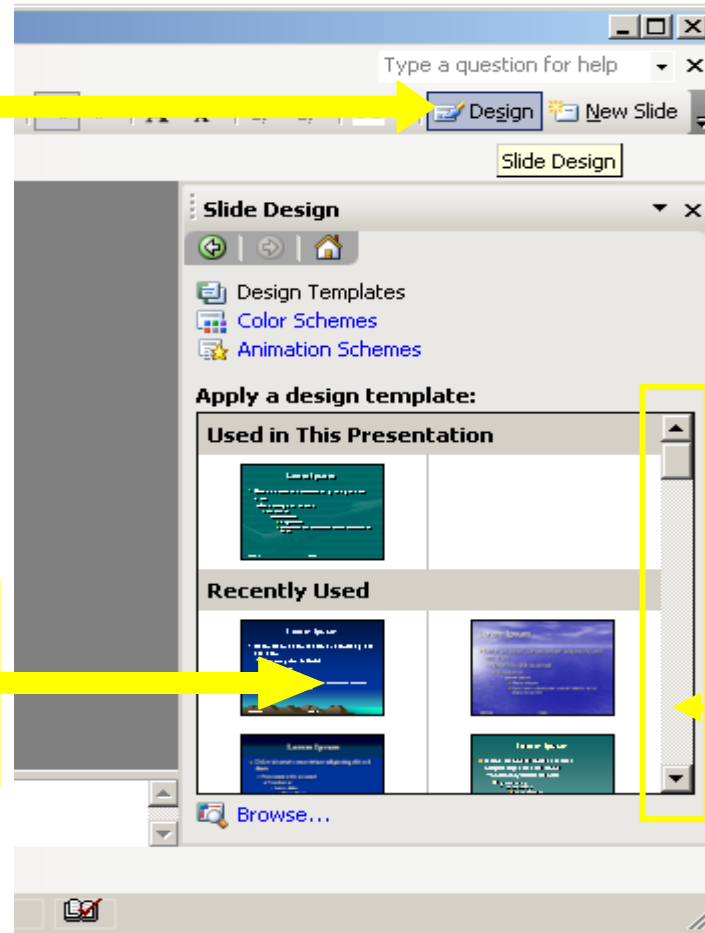 Type a question for help
Design New Slide
Slide Design
Slide Design
Design Templates
Color Schemes
Animation Schemes
Apply a design template:
Used in This Presentation
Recently Used
Browse...